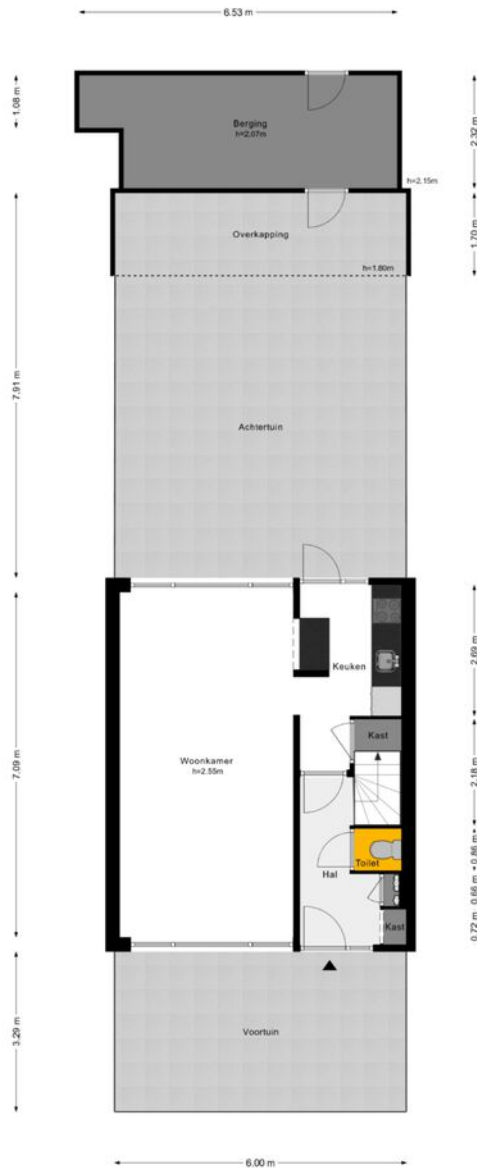 6.53 m
1.08 m
2.32 m
Berging
h=2.07m
h=2.15m
1.70 m
Overkapping
h=1.80m
7.91 m
Achtertuin
2.69 m
Keuken
Kast
7.09 m
Woonkamer
h=2.55m
2.18 m
0.86 m
Toilet
Hal
0.66 m
Kast
0.72 m
3.29 m
Voortuin
6.00 m